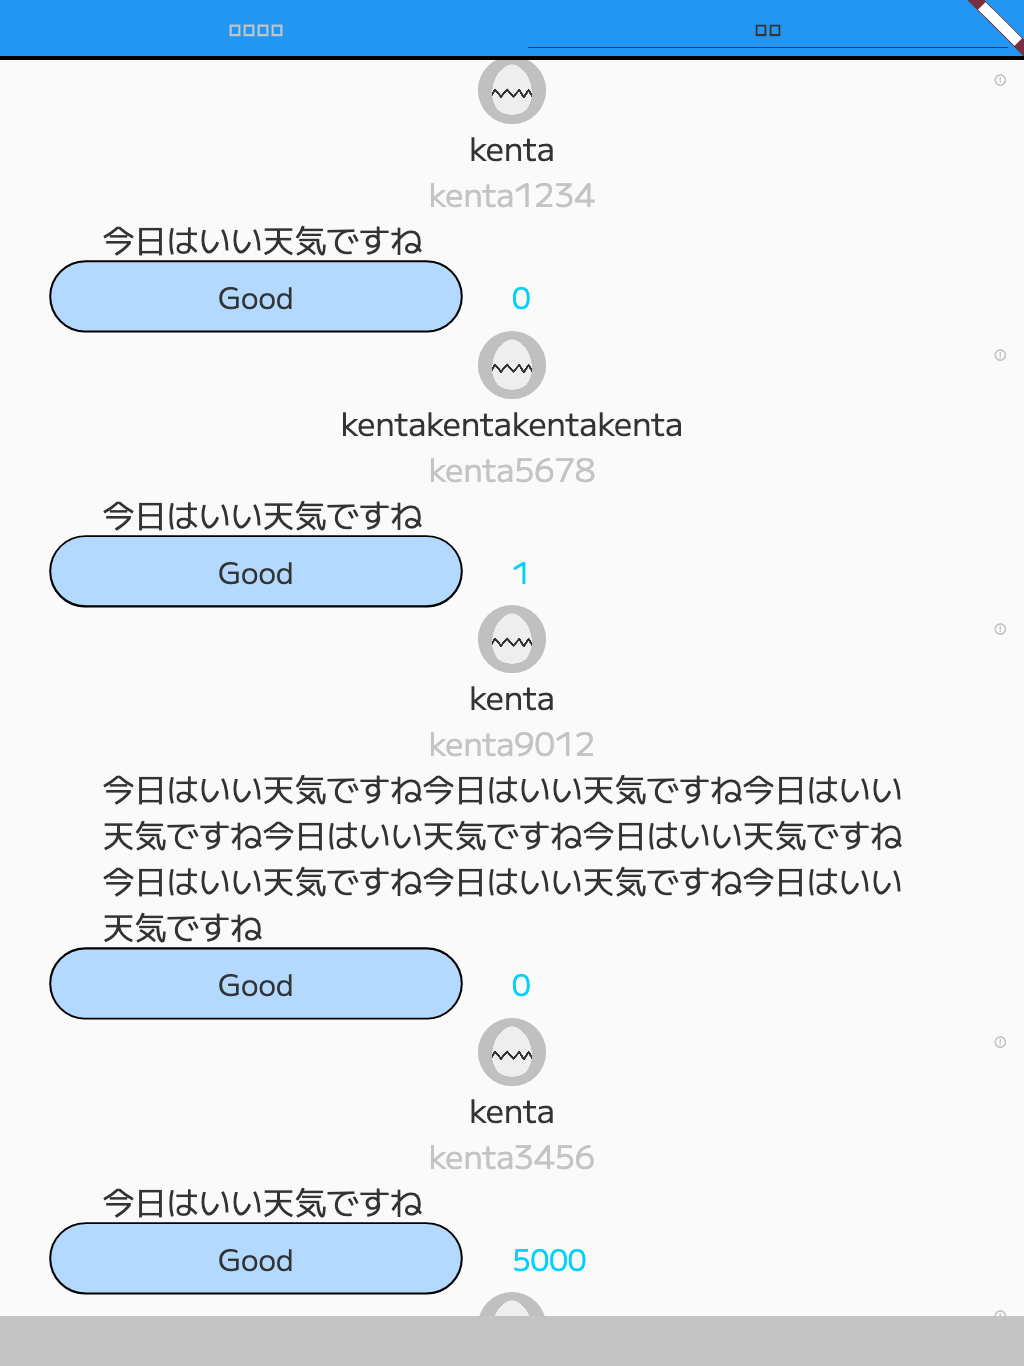 kenta
kenta1234
今日はいい天気ですね
Good 0
kentakentakentakenta
kenta5678
今日はいい天気ですね
Good 1
kenta
kenta9012
今日はいい天気ですね今日はいい天気ですね今日はいい
天気ですね今日はいい天気ですね今日はいい天気ですね
今日はいい天気ですね今日はいい天気ですね今日はいい
天気ですね
Good 0
kenta
kenta3456
今日はいい天気ですね
Good 5000